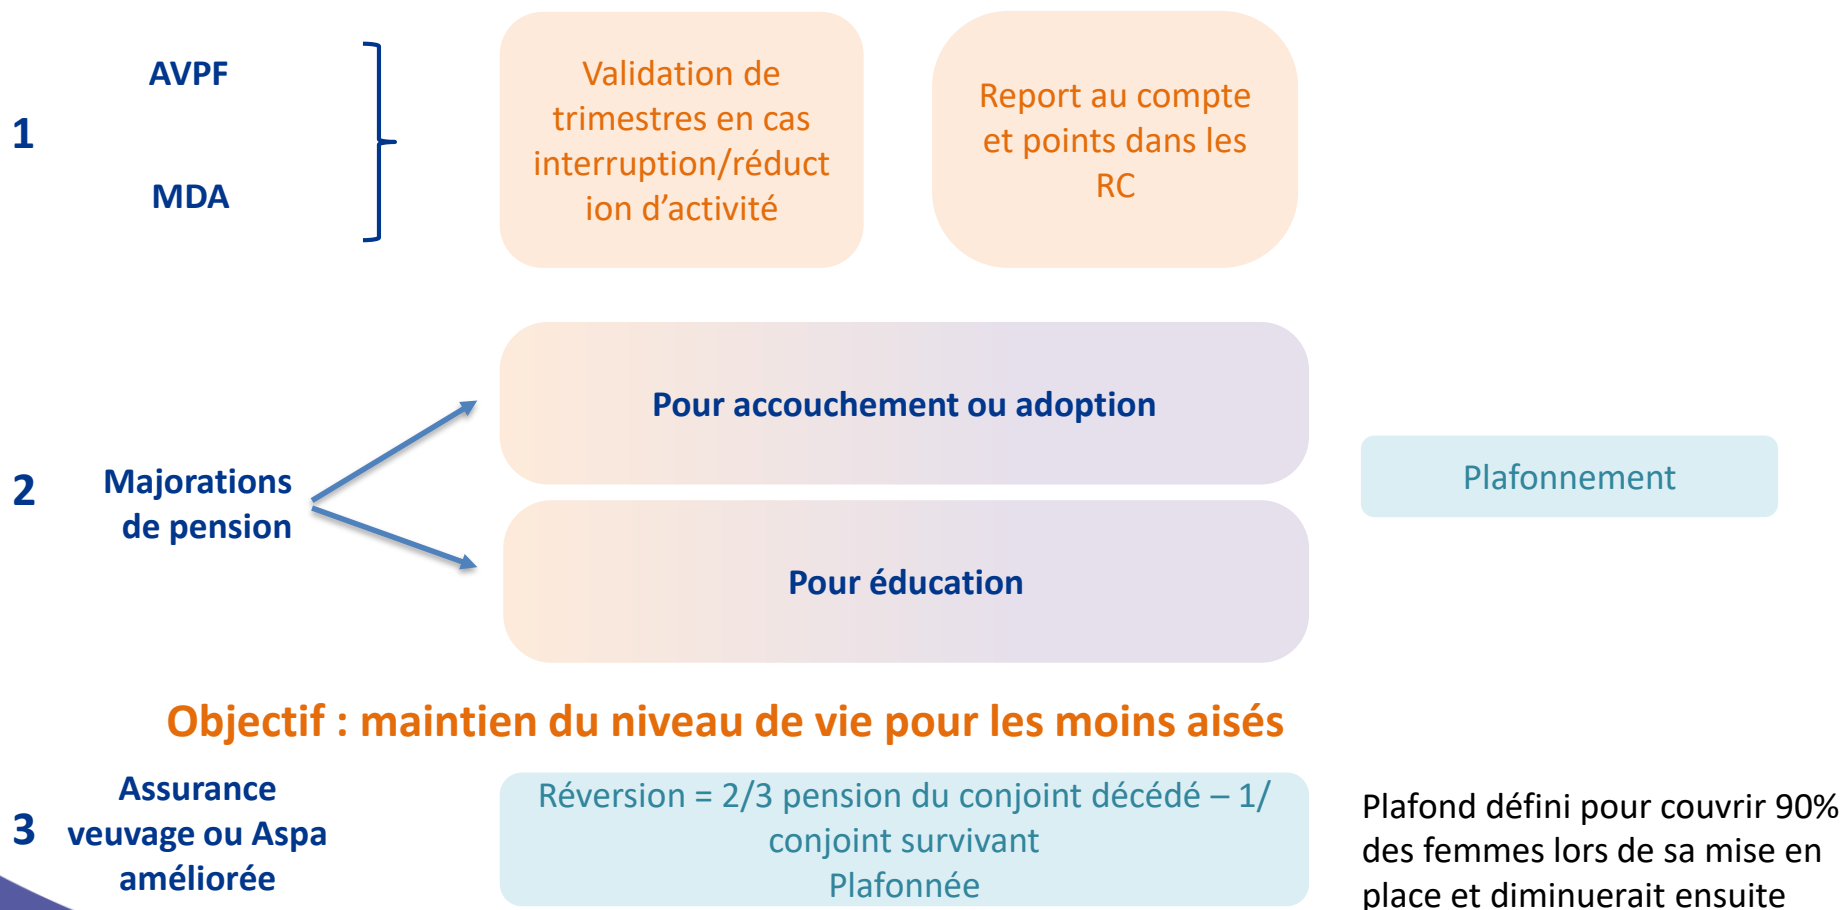 1
AVPF
MDA
Validation de
trimestres en cas
interruption/réduct
ion d’activité
Report au compte
et points dans les
RC
2
Majorations
de pension
Pour accouchement ou adoption
Pour éducation
Plafonnement
Objectif : maintien du niveau de vie pour les moins aisés
3
Assurance
veuvage ou Aspa
améliorée
Réversion = 2/3 pension du conjoint décédé – 1/
conjoint survivant
Plafonnée
Plafond défini pour couvrir 90%
des femmes lors de sa mise en
place et diminuerait ensuite